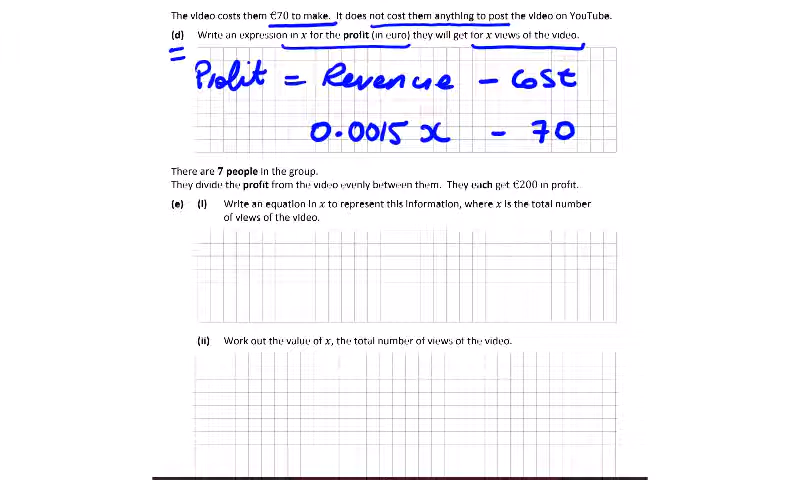 The video costs them €70 to make. It does not cost them anything to post the video on YouTube.
(d) Write an expression in x for the profit (in euro) they will get for x views of the video.
= Profit = Revenue - Cost
0.0015 x - 70
There are 7 people in the group.
They divide the profit from the video evenly between them. They each get €200 in profit.
(e) (i) Write an equation in x to represent this information, where x is the total number
of views of the video.
(ii) Work out the value of x, the total number of views of the video.